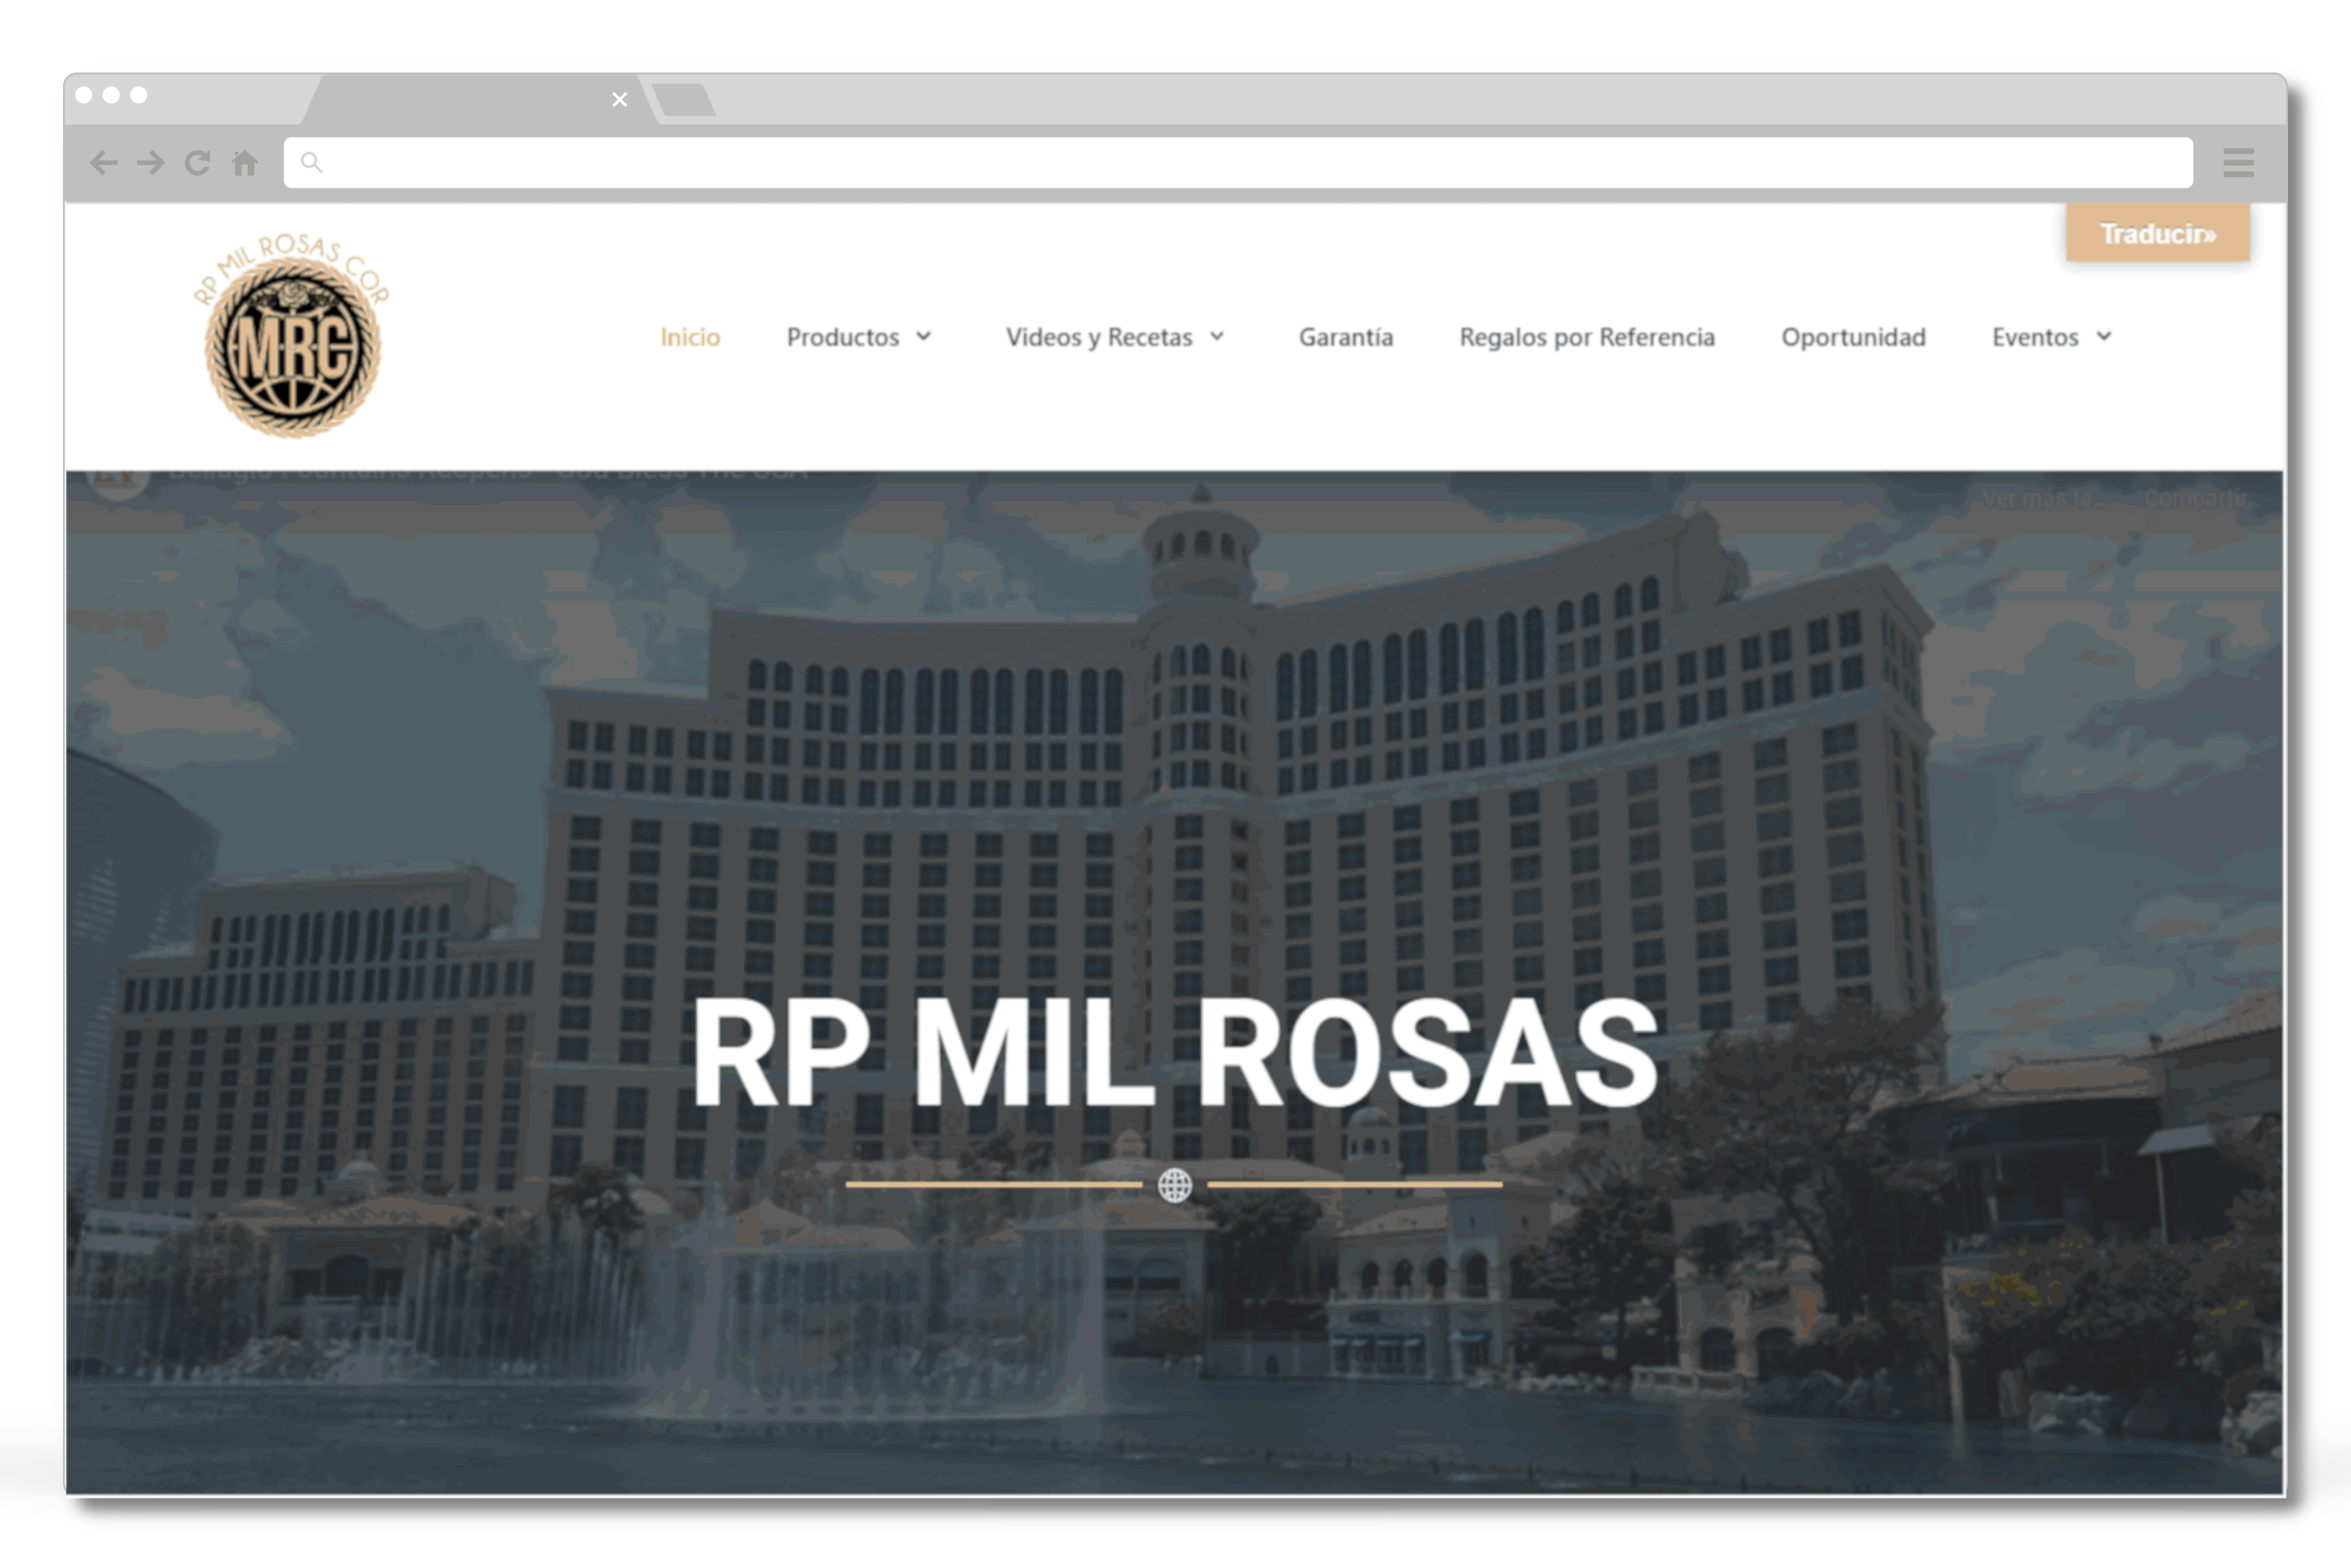 Traducir»
RP MIL ROSAS COR
MRC
Inicio Productos Videos y Recetas Garantía Regalos por Referencia Oportunidad Eventos
Bellagio Fountains Reopens - God Bless The USA
Ver más ta... Compartir
RP MIL ROSAS